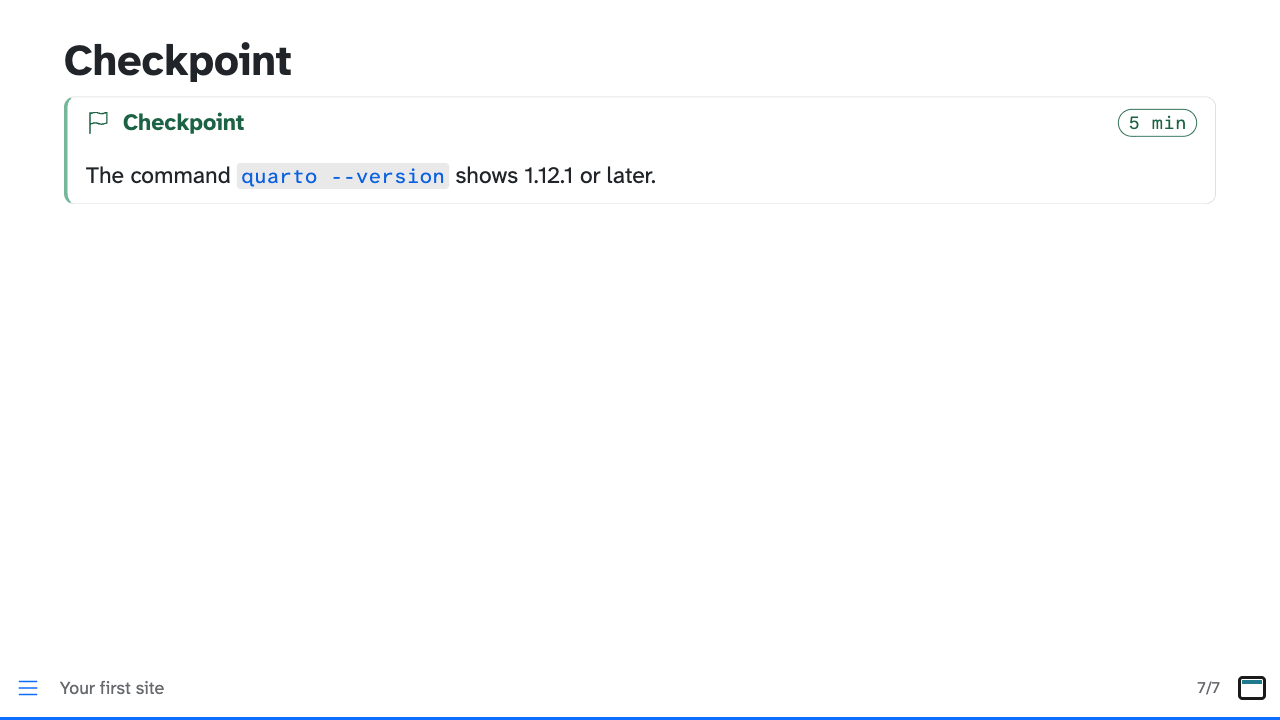 Checkpoint
Checkpoint
5 min
The command quarto --version shows 1.12.1 or later.
Your first site
7/7